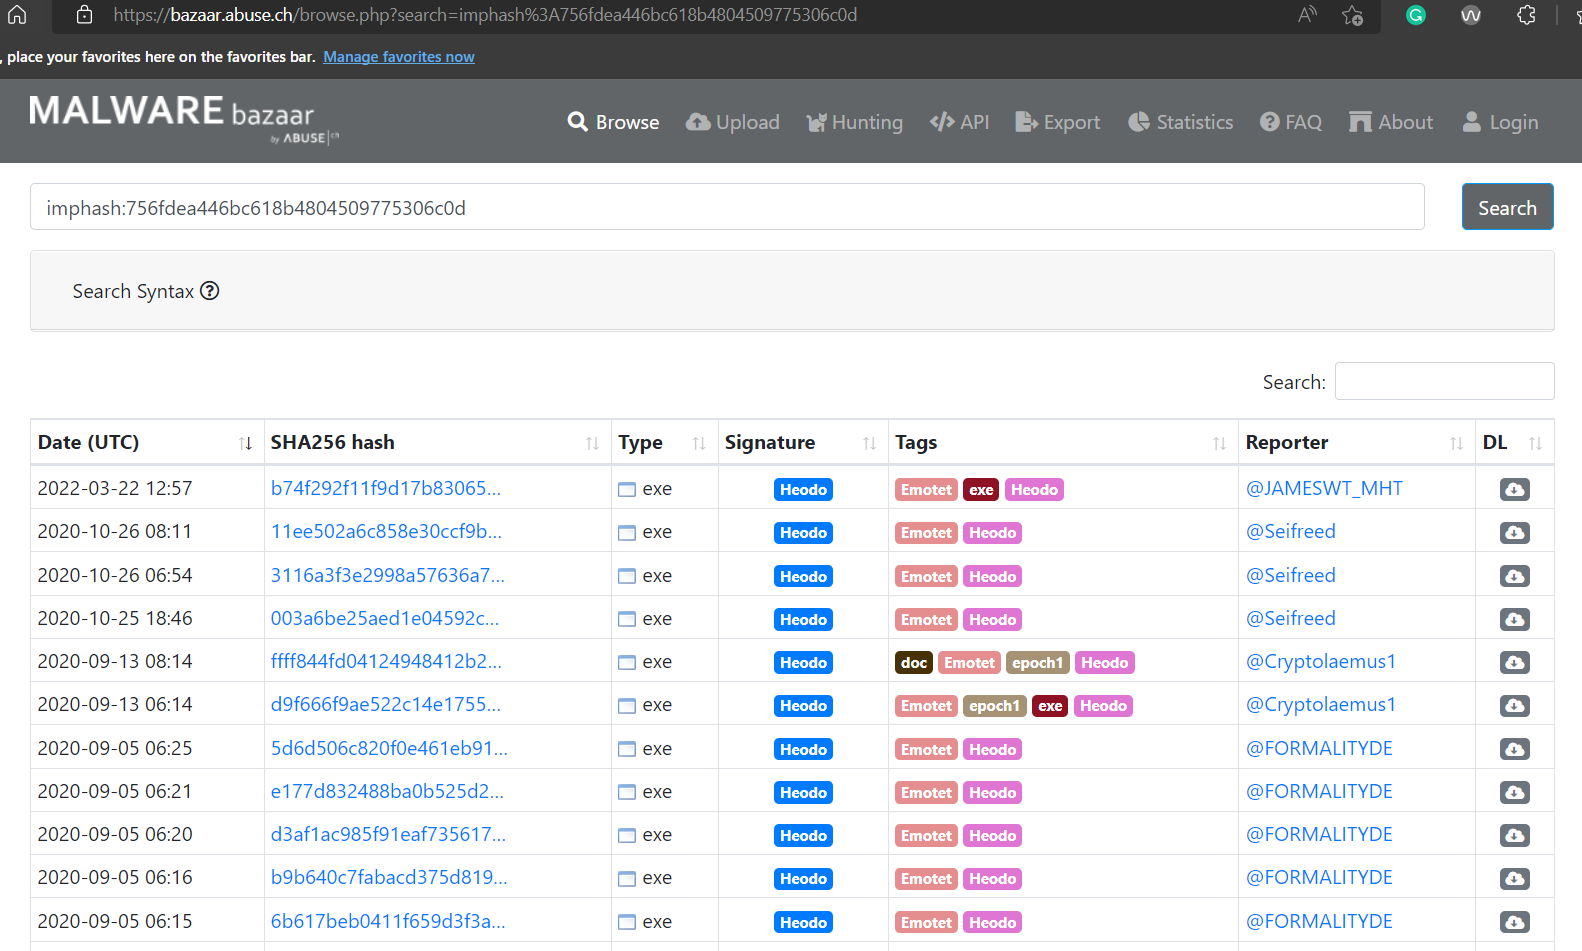 https://bazaar.abuse.ch/browse.php?search=imphash%3A756fdea446bc618b4804509775306c0d
, place your favorites here on the favorites bar. Manage favorites now
MALWARE bazaar
by ABUSE|ch
Browse Upload Hunting API Export Statistics FAQ About Login
imphash:756fdea446bc618b4804509775306c0d Search
Search Syntax
Search:
Date (UTC) SHA256 hash Type Signature Tags Reporter DL
2022-03-22 12:57 b74f292f11f9d17b83065... exe Heodo Emotet exe Heodo @JAMESWT_MHT
2020-10-26 08:11 11ee502a6c858e30ccf9b... exe Heodo Emotet Heodo @Seifreed
2020-10-26 06:54 3116a3f3e2998a57636a7... exe Heodo Emotet Heodo @Seifreed
2020-10-25 18:46 003a6be25aed1e04592c... exe Heodo Emotet Heodo @Seifreed
2020-09-13 08:14 ffff844fd04124948412b2... exe Heodo doc Emotet epoch1 Heodo @Cryptolaemus1
2020-09-13 06:14 d9f666f9ae522c14e1755... exe Heodo Emotet epoch1 exe Heodo @Cryptolaemus1
2020-09-05 06:25 5d6d506c820f0e461eb91... exe Heodo Emotet Heodo @FORMALITYDE
2020-09-05 06:21 e177d832488ba0b525d2... exe Heodo Emotet Heodo @FORMALITYDE
2020-09-05 06:20 d3af1ac985f91eaf735617... exe Heodo Emotet Heodo @FORMALITYDE
2020-09-05 06:16 b9b640c7fabacd375d819... exe Heodo Emotet Heodo @FORMALITYDE
2020-09-05 06:15 6b617beb0411f659d3f3a... exe Heodo Emotet Heodo @FORMALITYDE